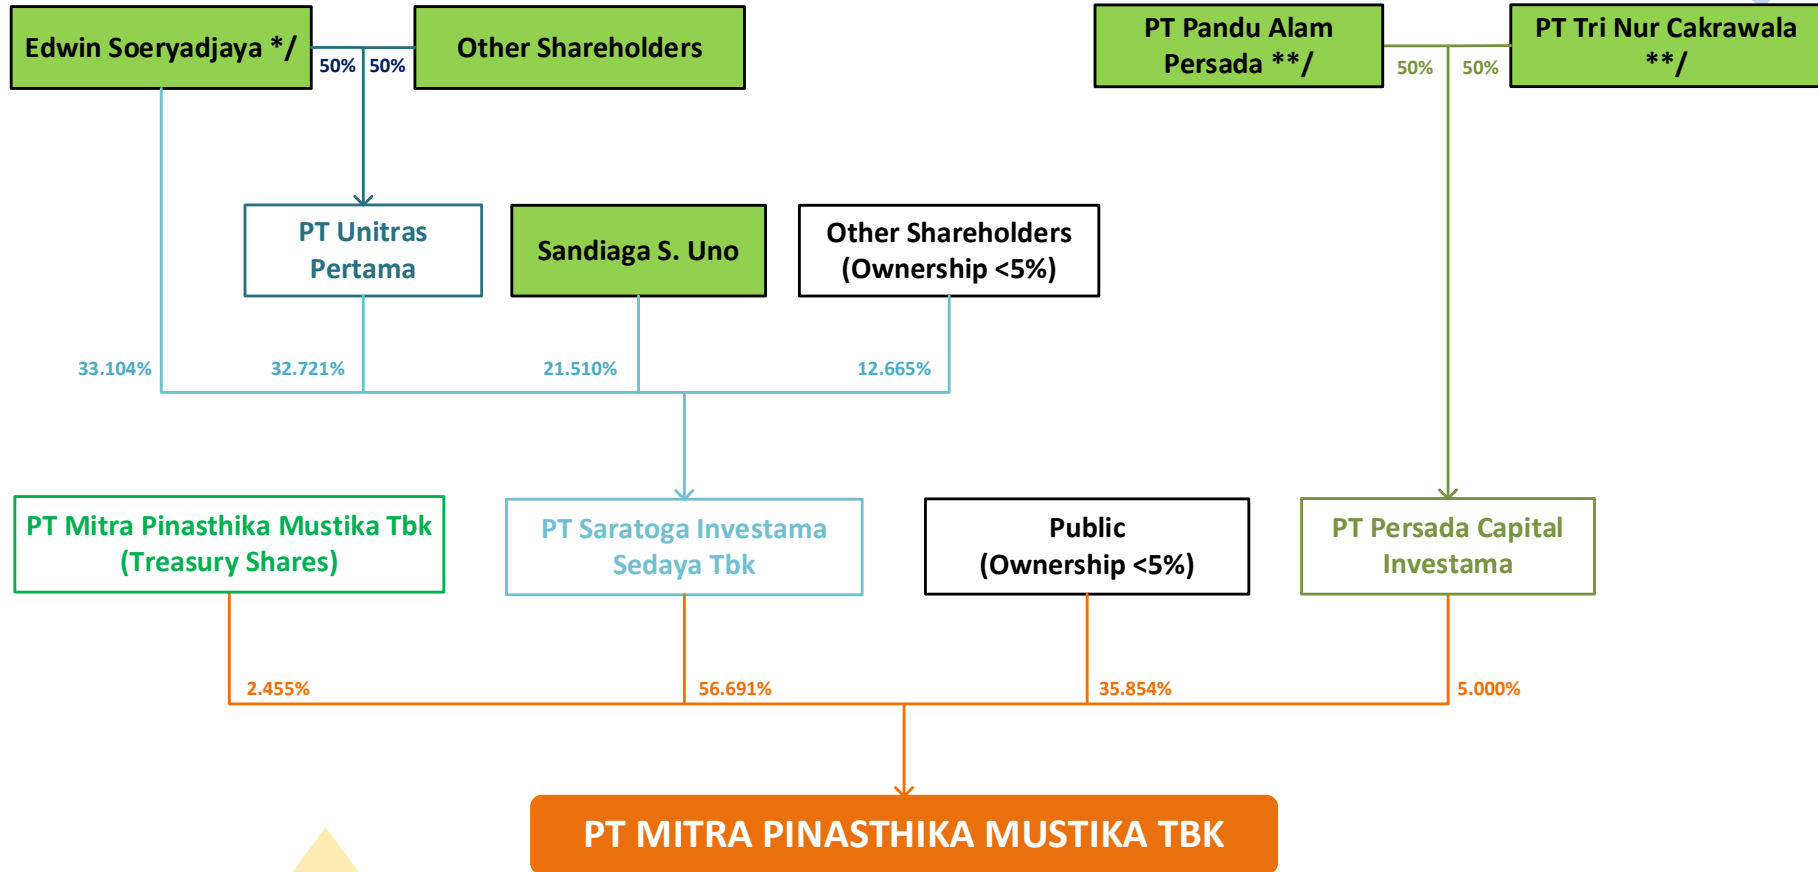 Edwin Soeryadjaya */
50%
50%
Other Shareholders
PT Pandu Alam
Persada **/
50%
50%
PT Tri Nur Cakrawala
**/
PT Unitras
Pertama
Sandiaga S. Uno
Other Shareholders
(Ownership <5%)
33.104%
32.721%
21.510%
12.665%
PT Mitra Pinasthika Mustika Tbk
(Treasury Shares)
PT Saratoga Investama
Sedaya Tbk
Public
(Ownership <5%)
PT Persada Capital
Investama
2.455%
56.691%
35.854%
5.000%
PT MITRA PINASTHIKA MUSTIKA TBK